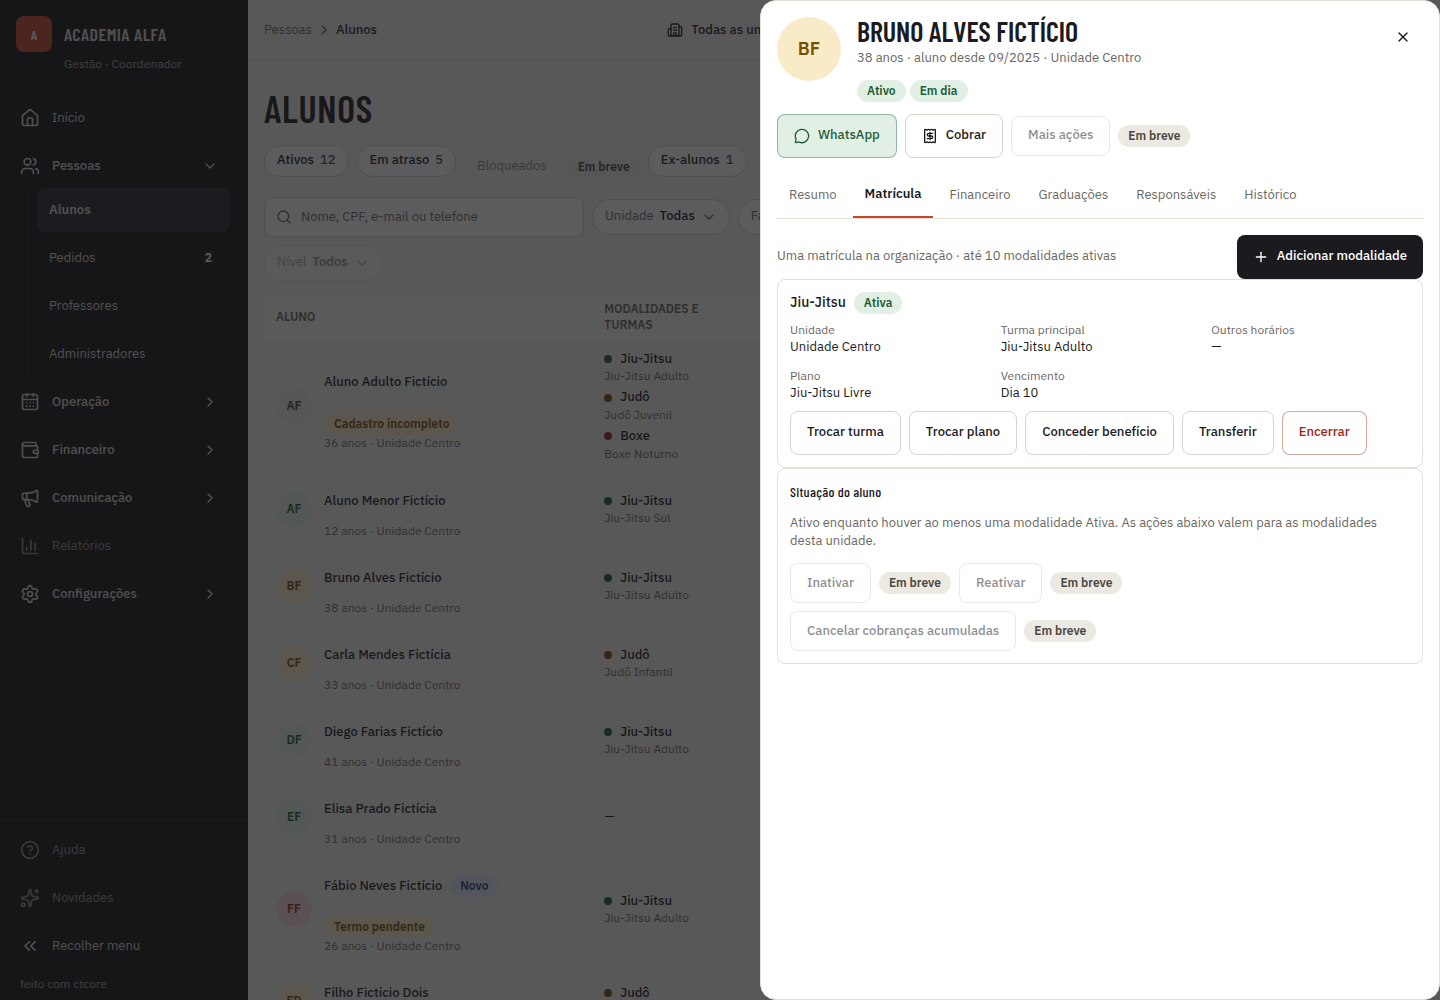 A
ACADEMIA ALFA
Gestão · Coordenador
Início
Pessoas
Alunos
Pedidos 2
Professores
Administradores
Operação
Financeiro
Comunicação
Relatórios
Configurações
Ajuda
Novidades
Recolher menu
feito com ctcore
Pessoas > Alunos
Todas as un
ALUNOS
Ativos 12
Em atraso 5
Bloqueados
Em breve
Ex-alunos 1
Nome, CPF, e-mail ou telefone
Unidade Todas
Nível Todos
ALUNO
MODALIDADES E
TURMAS
AF
Aluno Adulto Fictício
Cadastro incompleto
36 anos · Unidade Centro
Jiu-Jitsu
Jiu-Jitsu Adulto
Judô
Judô Juvenil
Boxe
Boxe Noturno
AF
Aluno Menor Fictício
12 anos · Unidade Centro
Jiu-Jitsu
Jiu-Jitsu Sul
BF
Bruno Alves Fictício
38 anos · Unidade Centro
Jiu-Jitsu
Jiu-Jitsu Adulto
CF
Carla Mendes Fictícia
33 anos · Unidade Centro
Judô
Judô Infantil
DF
Diego Farias Fictício
41 anos · Unidade Centro
Jiu-Jitsu
Jiu-Jitsu Adulto
EF
Elisa Prado Fictícia
31 anos · Unidade Centro
—
FF
Fábio Neves Fictício Novo
Termo pendente
26 anos · Unidade Centro
Jiu-Jitsu
Jiu-Jitsu Adulto
Filho Fictício Dois
Judô
BF
BRUNO ALVES FICTÍCIO
38 anos · aluno desde 09/2025 · Unidade Centro
Ativo Em dia
WhatsApp
Cobrar
Mais ações
Em breve
Resumo Matrícula Financeiro Graduações Responsáveis Histórico
Uma matrícula na organização · até 10 modalidades ativas
+ Adicionar modalidade
Jiu-Jitsu Ativa
Unidade
Unidade Centro
Turma principal
Jiu-Jitsu Adulto
Outros horários
—
Plano
Jiu-Jitsu Livre
Vencimento
Dia 10
Trocar turma
Trocar plano
Conceder benefício
Transferir
Encerrar
Situação do aluno
Ativo enquanto houver ao menos uma modalidade Ativa. As ações abaixo valem para as modalidades
desta unidade.
Inativar Em breve Reativar Em breve
Cancelar cobranças acumuladas Em breve